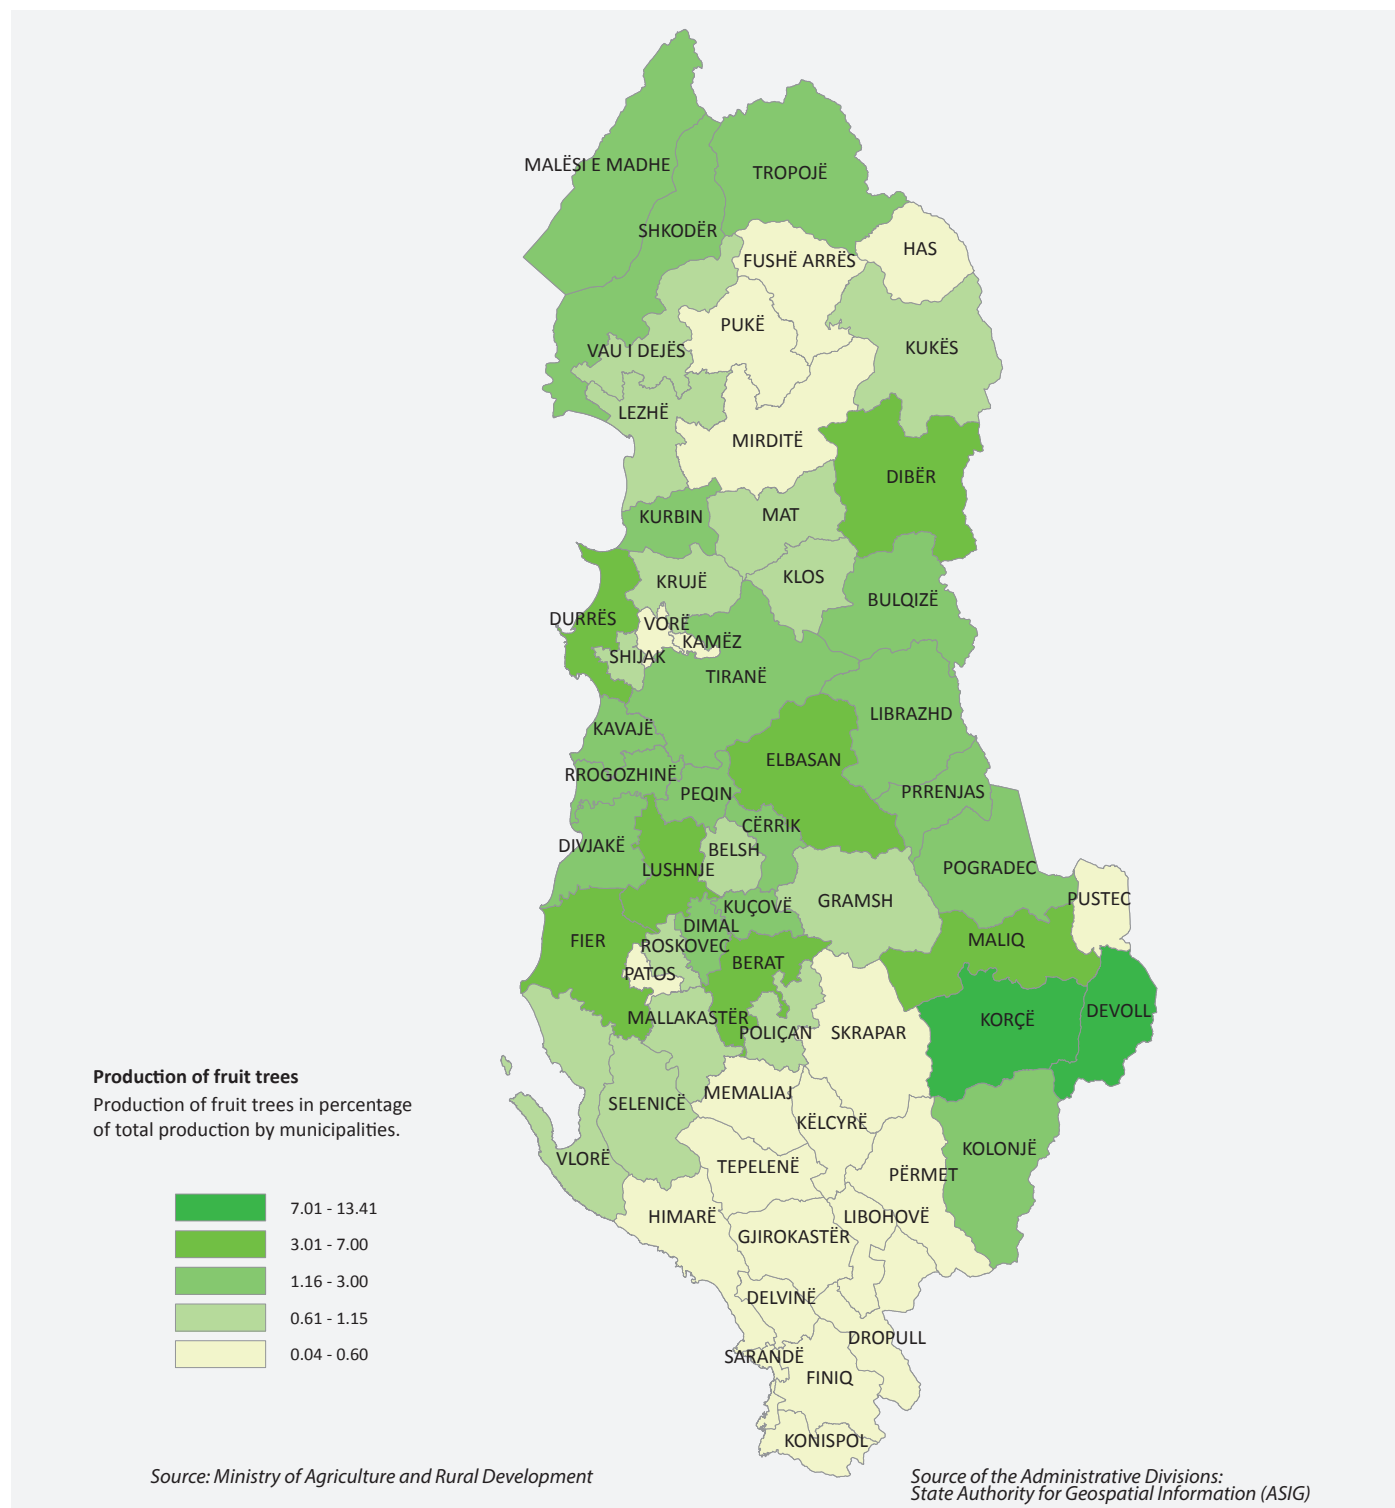 MALËSI E MADHE
TROPOJË
SHKODËR
HAS
FUSHË ARRËS
PUKË
KUKËS
VAU I DEJËS
LEZHË
MIRDITË
DIBËR
KURBIN
MAT
KLOS
KRUJË
BULQIZË
DURRËS
VORË
KAMËZ
SHIJAK
TIRANË
LIBRAZHD
KAVAJË
ELBASAN
RROGOZHINË
PEQIN
PRRENJAS
CËRRIK
DIVJAKË
BELSH
LUSHNJE
POGRADEC
PUSTEC
GRAMSH
KUÇOVË
DIMAL
FIER
ROSKOVEC
MALIQ
BERAT
PATOS
DEVOLL
MALLAKASTËR
KORÇË
POLIÇAN
SKRAPAR
MEMALIAJ
SELENICË
KËLCYRË
KOLONJË
VLORË
TEPELENË
PËRMET
HIMARË
LIBOHOVË
GJIROKASTËR
DELVINË
DROPULL
SARANDË
FINIQ
KONISPOL
Production of fruit trees
Production of fruit trees in percentage
of total production by municipalities.
7.01 - 13.41
3.01 - 7.00
1.16 - 3.00
0.61 - 1.15
0.04 - 0.60
Source: Ministry of Agriculture and Rural Development
Source of the Administrative Divisions:
State Authority for Geospatial Information (ASIG)